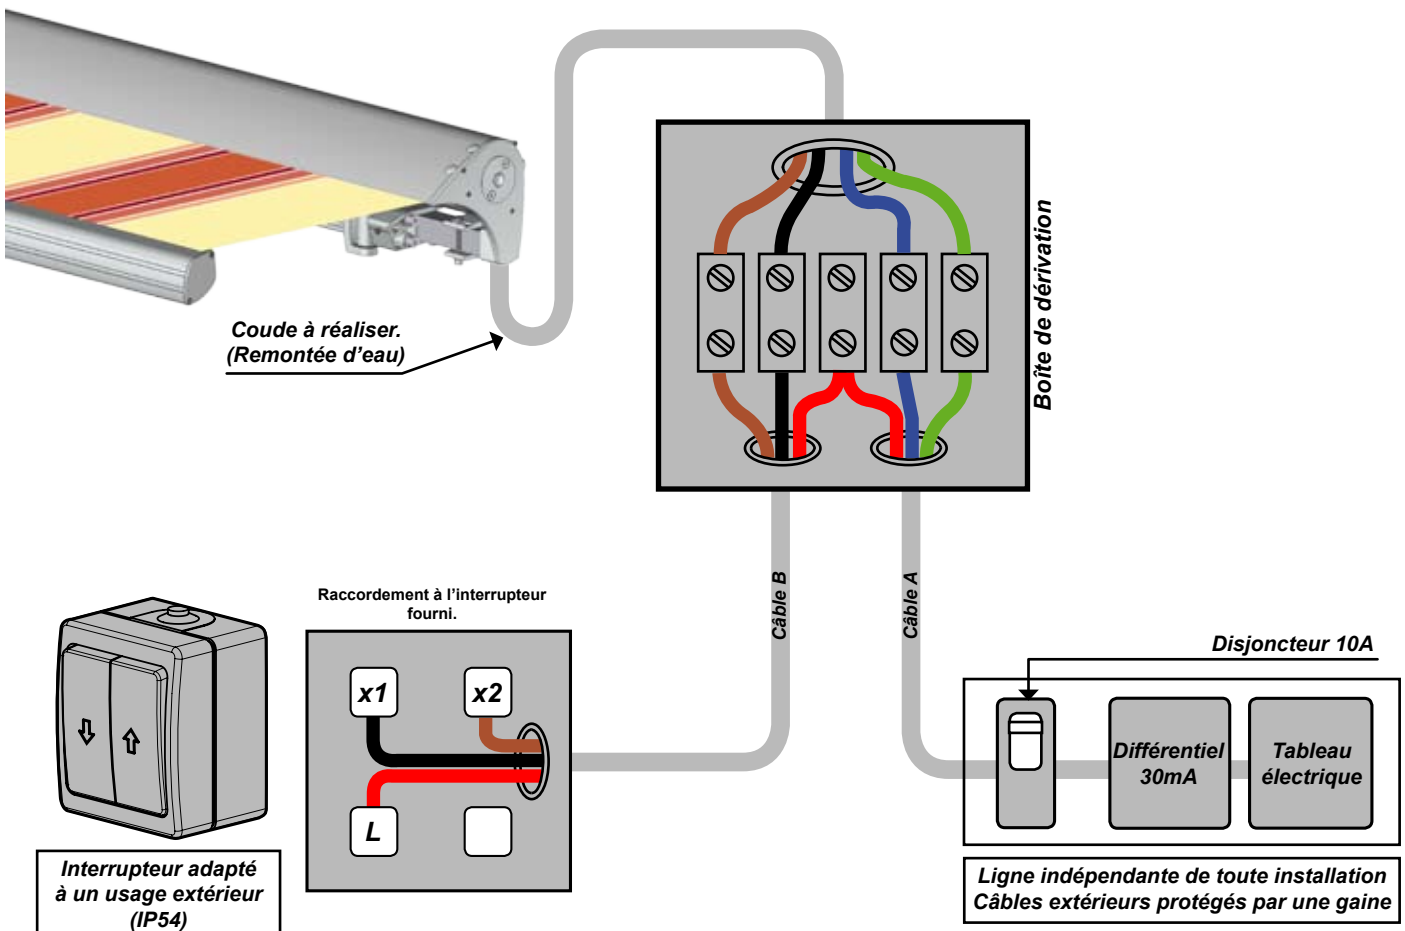 Coude à réaliser.
(Remontée d'eau)
Boîte de dérivation
Câble B
Câble A
Raccordement à l'interrupteur
fourni.
x1
x2
L
Interrupteur adapté
à un usage extérieur
(IP54)
Disjoncteur 10A
Différentiel
30mA
Tableau
électrique
Ligne indépendante de toute installation
Câbles extérieurs protégés par une gaine